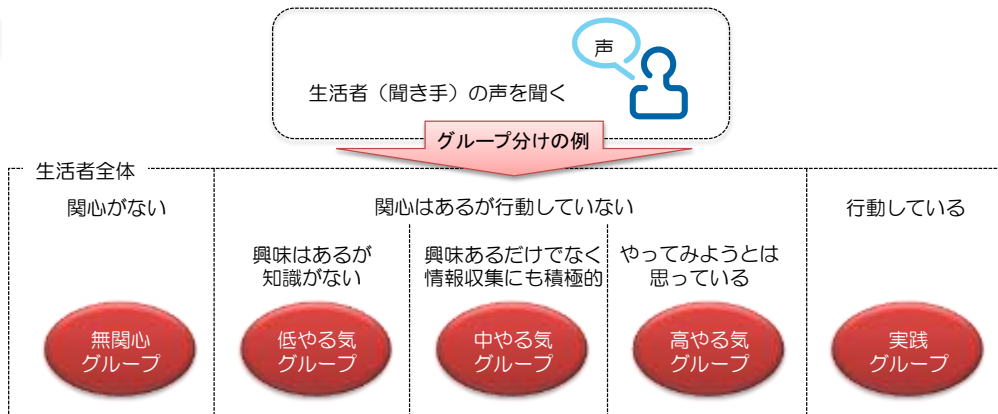 声
生活者（聞き手）の声を聞く
グループ分けの例
生活者全体
関心がない
関心はあるが行動していない
行動している
興味はあるが
知識がない
興味あるだけでなく
情報収集にも積極的
やってみようとは
思っている
無関心
グループ
低やる気
グループ
中やる気
グループ
高やる気
グループ
実践
グループ